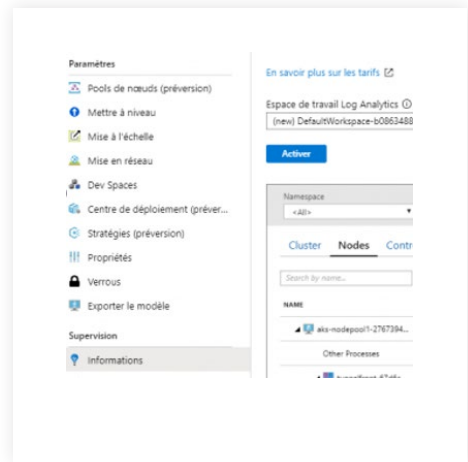 Paramètres
Pools de nœuds (préversion)
Mettre à niveau
Mise à l'échelle
Mise en réseau
Dev Spaces
Centre de déploiement (préver...
Stratégies (préversion)
Propriétés
Verrous
Exporter le modèle
Supervision
Informations
En savoir plus sur les tarifs
Espace de travail Log Analytics
(new) DefaultWorkspace-b0863488
Activer
Namespace
<All>
Cluster Nodes Contr
Search by name...
NAME
aks-nodepool1-2767394...
Other Processes